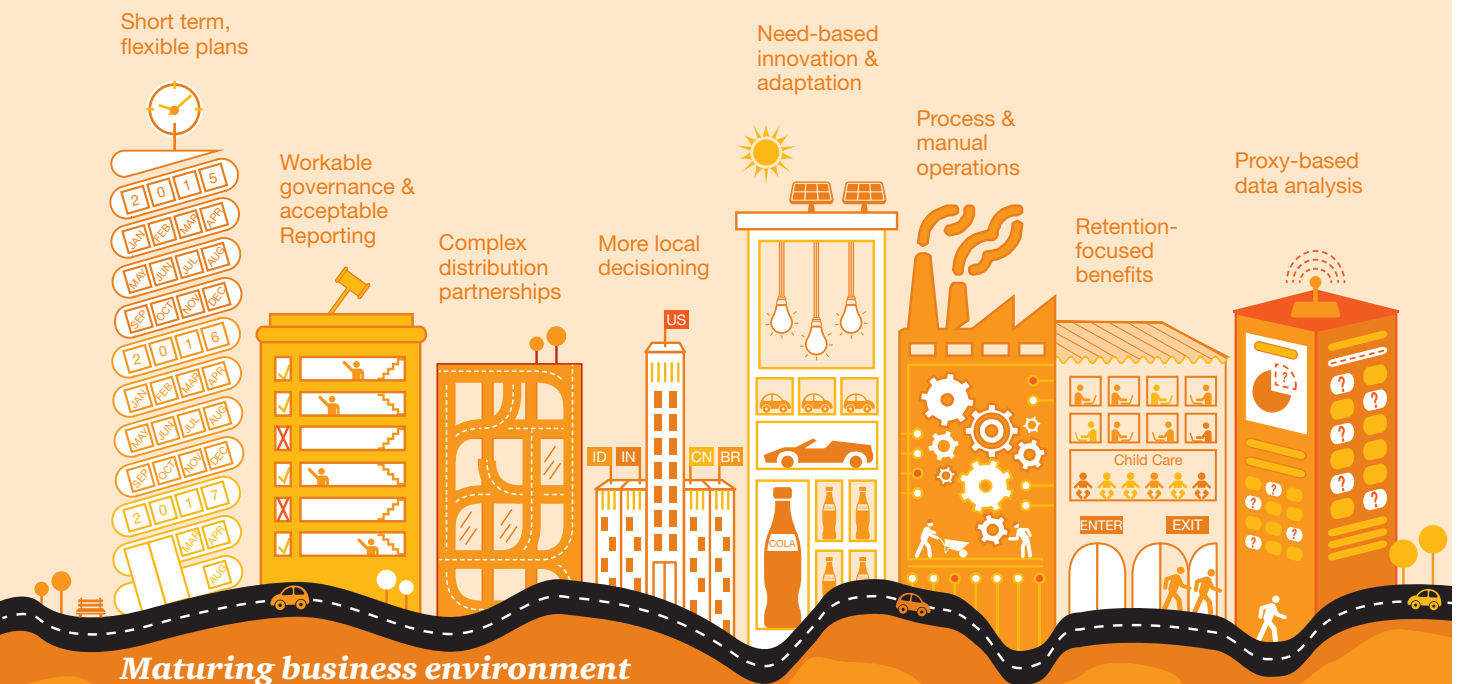 Short term,
flexible plans
Workable
governance &
acceptable
Reporting
Complex
distribution
partnerships
More local
decisioning
Need-based
innovation &
adaptation
Process &
manual
operations
Retention-
focused
benefits
Proxy-based
data analysis
2 0 1 5
JAN FEB MAR APR
MAY JUN JUL AUG
SEP OCT NOV DEC
2 0 1 6
JAN FEB MAR APR
MAY JUN JUL AUG
SEP OCT NOV DEC
2 0 1 7
MAR APR
AUG
US
ID IN CN BR
COLA
Child Care
ENTER EXIT
?
?
?
?
?
?
?
?
?
?
Maturing business environment